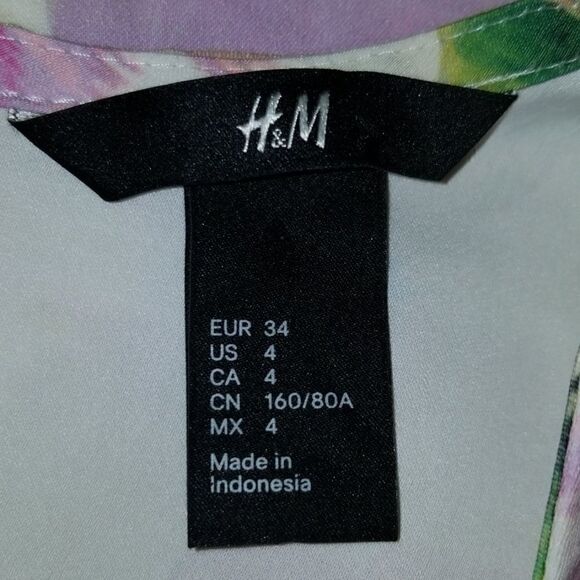 H&M
EUR 34
US 4
CA 4
CN 160/80A
MX 4
Made in
Indonesia